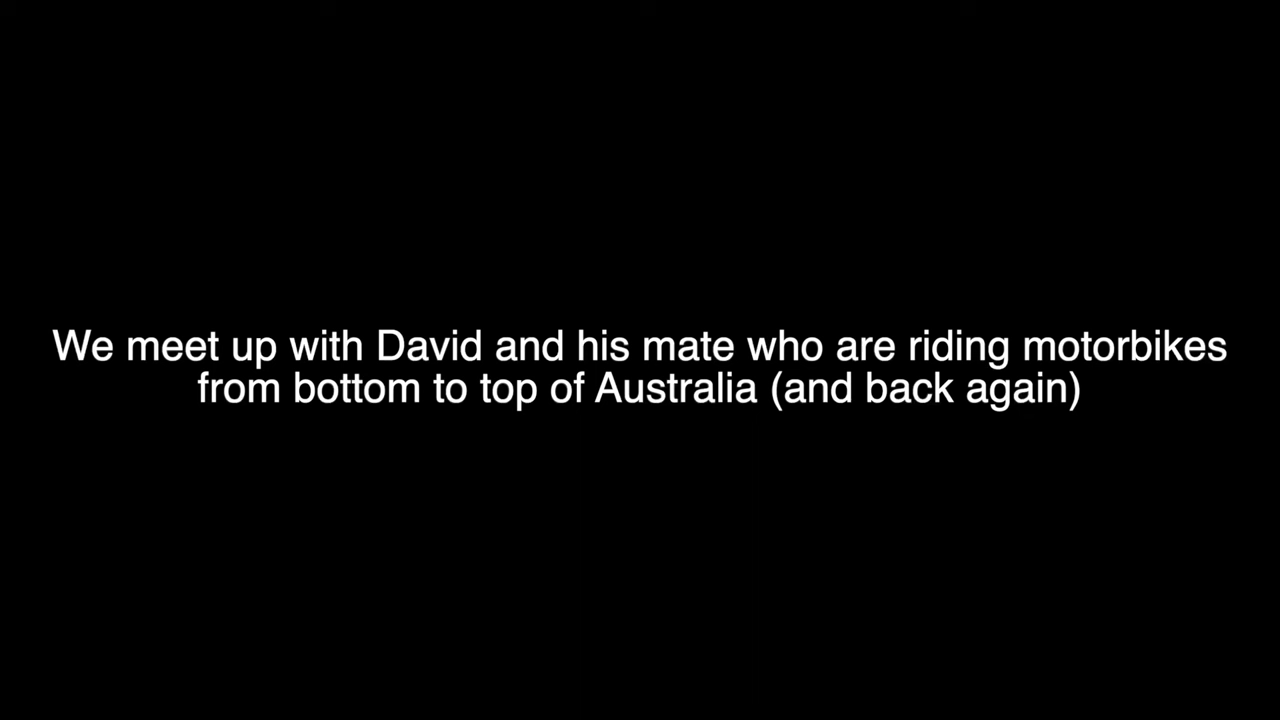 We meet up with David and his mate who are riding motorbikes
from bottom to top of Australia (and back again)